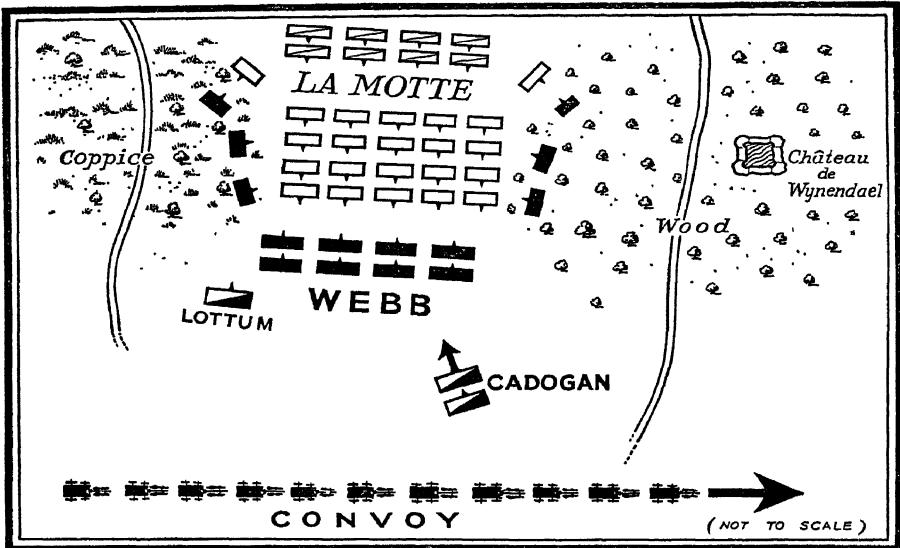 LA MOTTE
Coppice
Château
de
Wynendael
Wood
WEBB
LOTTUM
CADOGAN
CONVOY
(NOT TO SCALE)